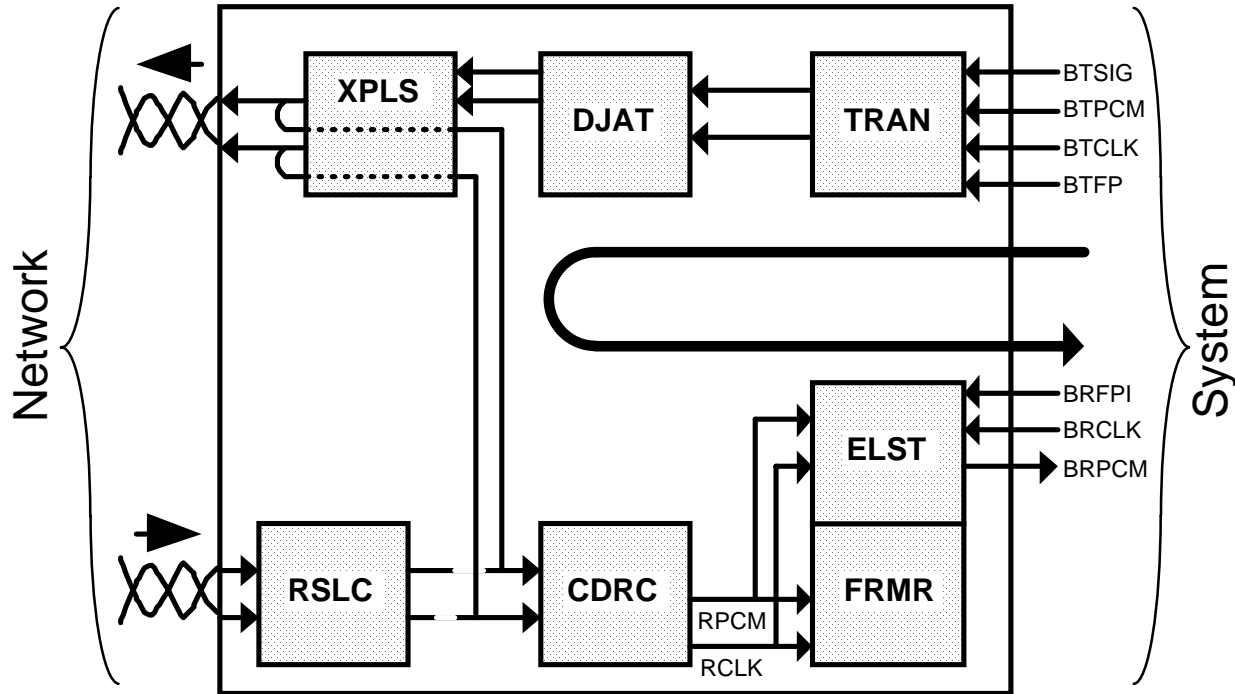 XPLS
DJAT
TRAN
BTSIG
BTPCM
BTCLK
BTFP
Network
System
BRFPI
BRCLK
BRPCM
ELST
RSLC
CDRC
FRMR
RPCM
RCLK